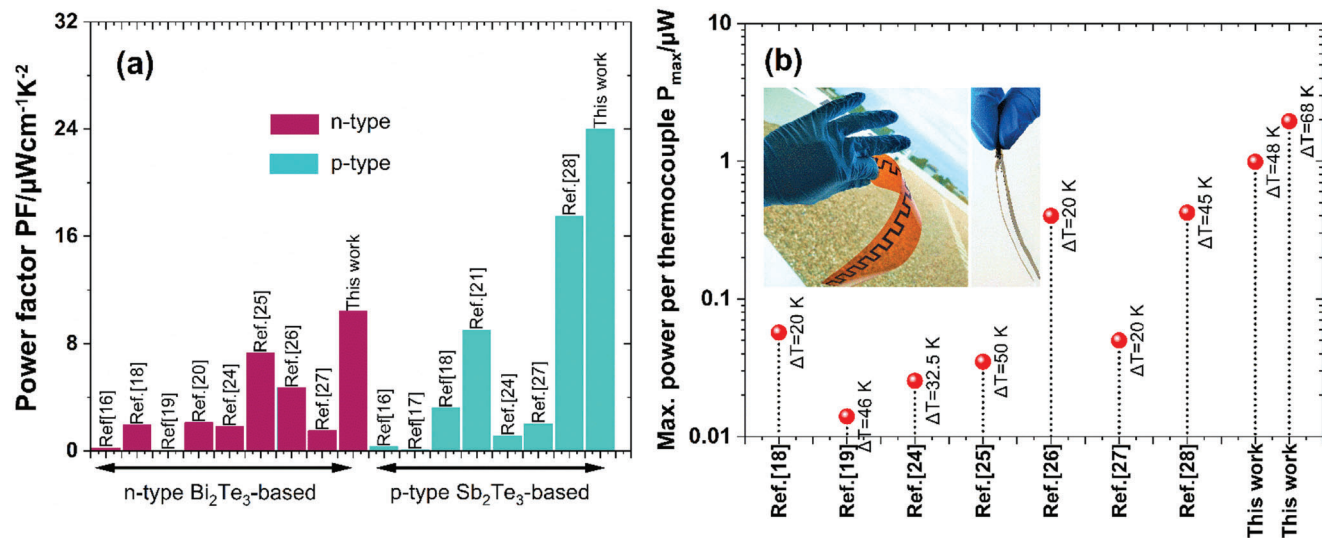 (a)
Power factor PF/µWcm⁻¹K⁻²
32
24
16
8
0
n-type
p-type
Ref[16]
Ref.[18]
Ref.[19]
Ref.[20]
Ref.[24]
Ref.[25]
Ref.[26]
Ref.[27]
This work
Ref[16]
Ref.[17]
Ref.[18]
Ref.[21]
Ref.[24]
Ref.[27]
Ref.[28]
This work
n-type Bi₂Te₃-based
p-type Sb₂Te₃-based
(b)
Max. power per thermocouple Pmax/µW
10
1
0.1
0.01
ΔT=20 K
ΔT=46 K
ΔT=32.5 K
ΔT=50 K
ΔT=20 K
ΔT=20 K
ΔT=45 K
ΔT=48 K
ΔT=68 K
Ref.[18]
Ref.[19]
Ref.[24]
Ref.[25]
Ref.[26]
Ref.[27]
Ref.[28]
This work
This work